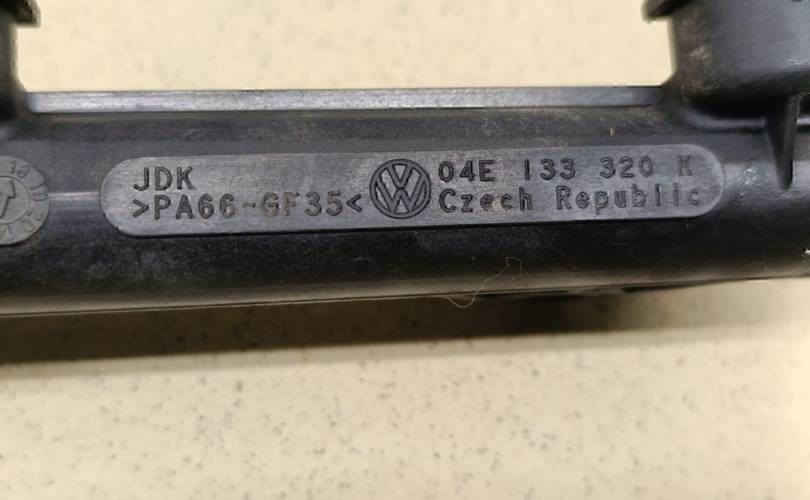 JDK
>PA66-GF35<
04E 133 320 K
Czech Republic